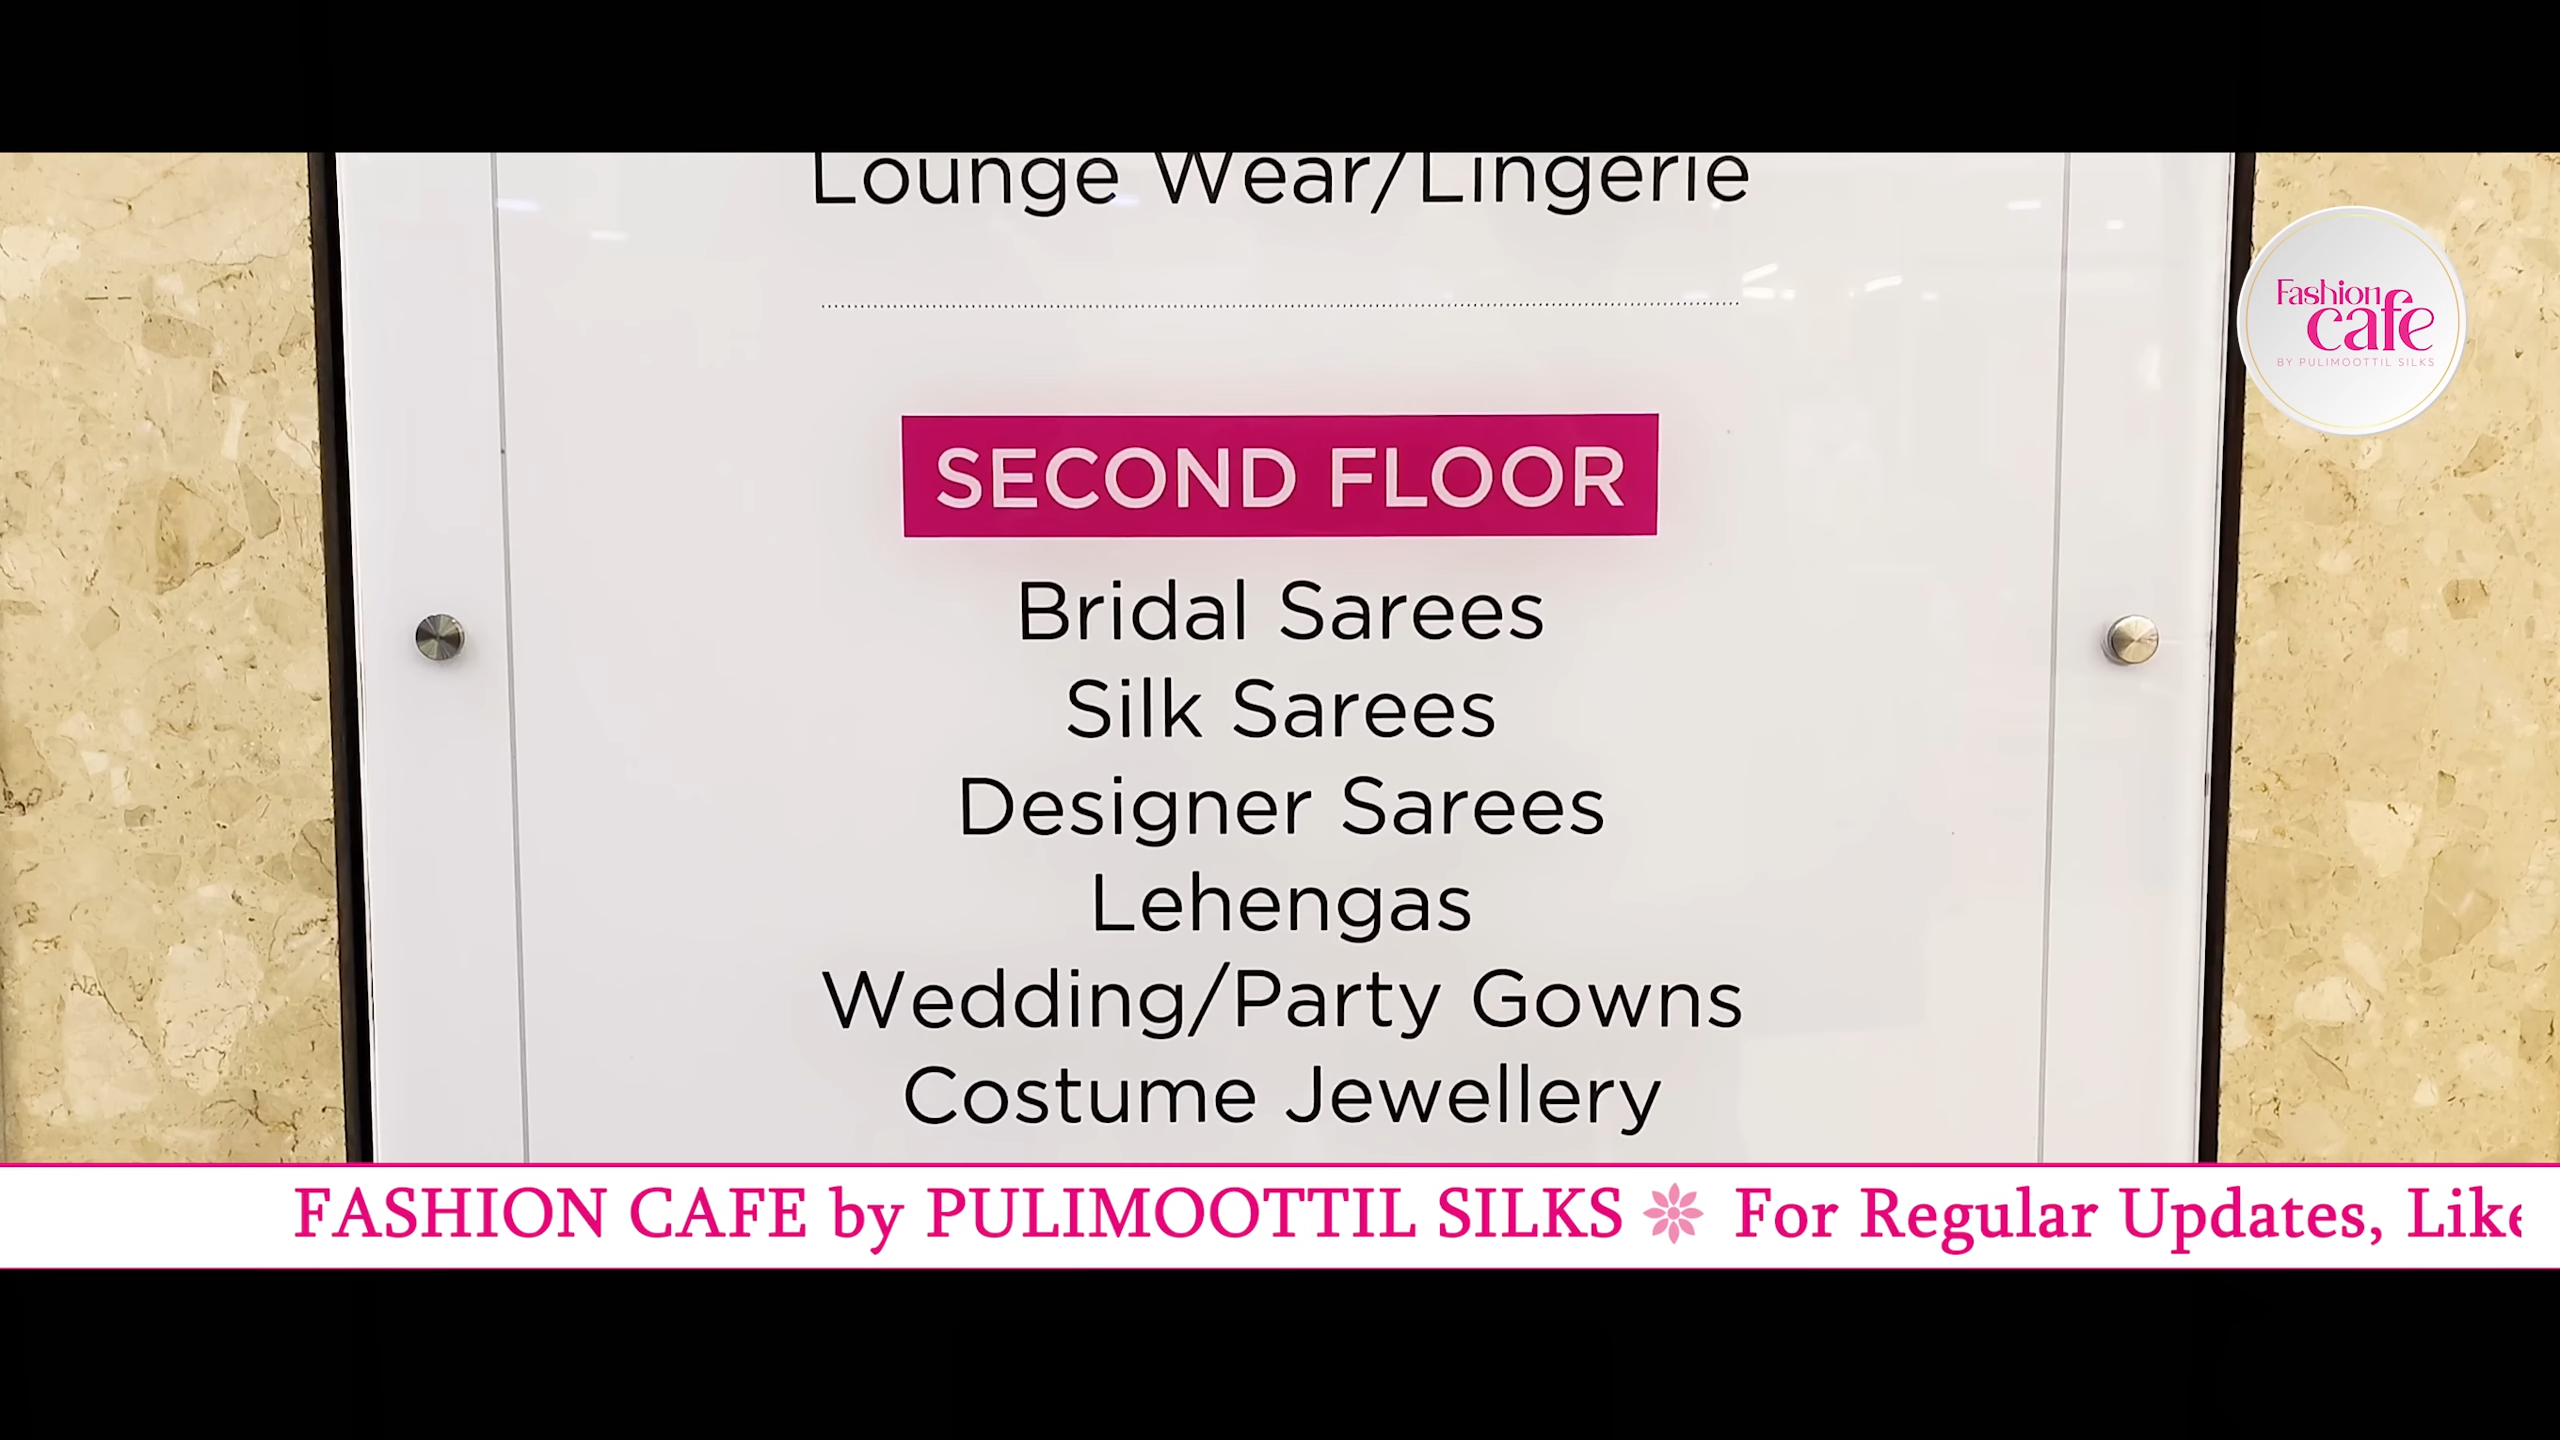 Lounge Wear/Lingerie
SECOND FLOOR
Bridal Sarees
Silk Sarees
Designer Sarees
Lehengas
Wedding/Party Gowns
Costume Jewellery
Fashion
cafe
BY PULIMOOTTIL SILKS
FASHION CAFE by PULIMOOTTIL SILKS For Regular Updates, Like